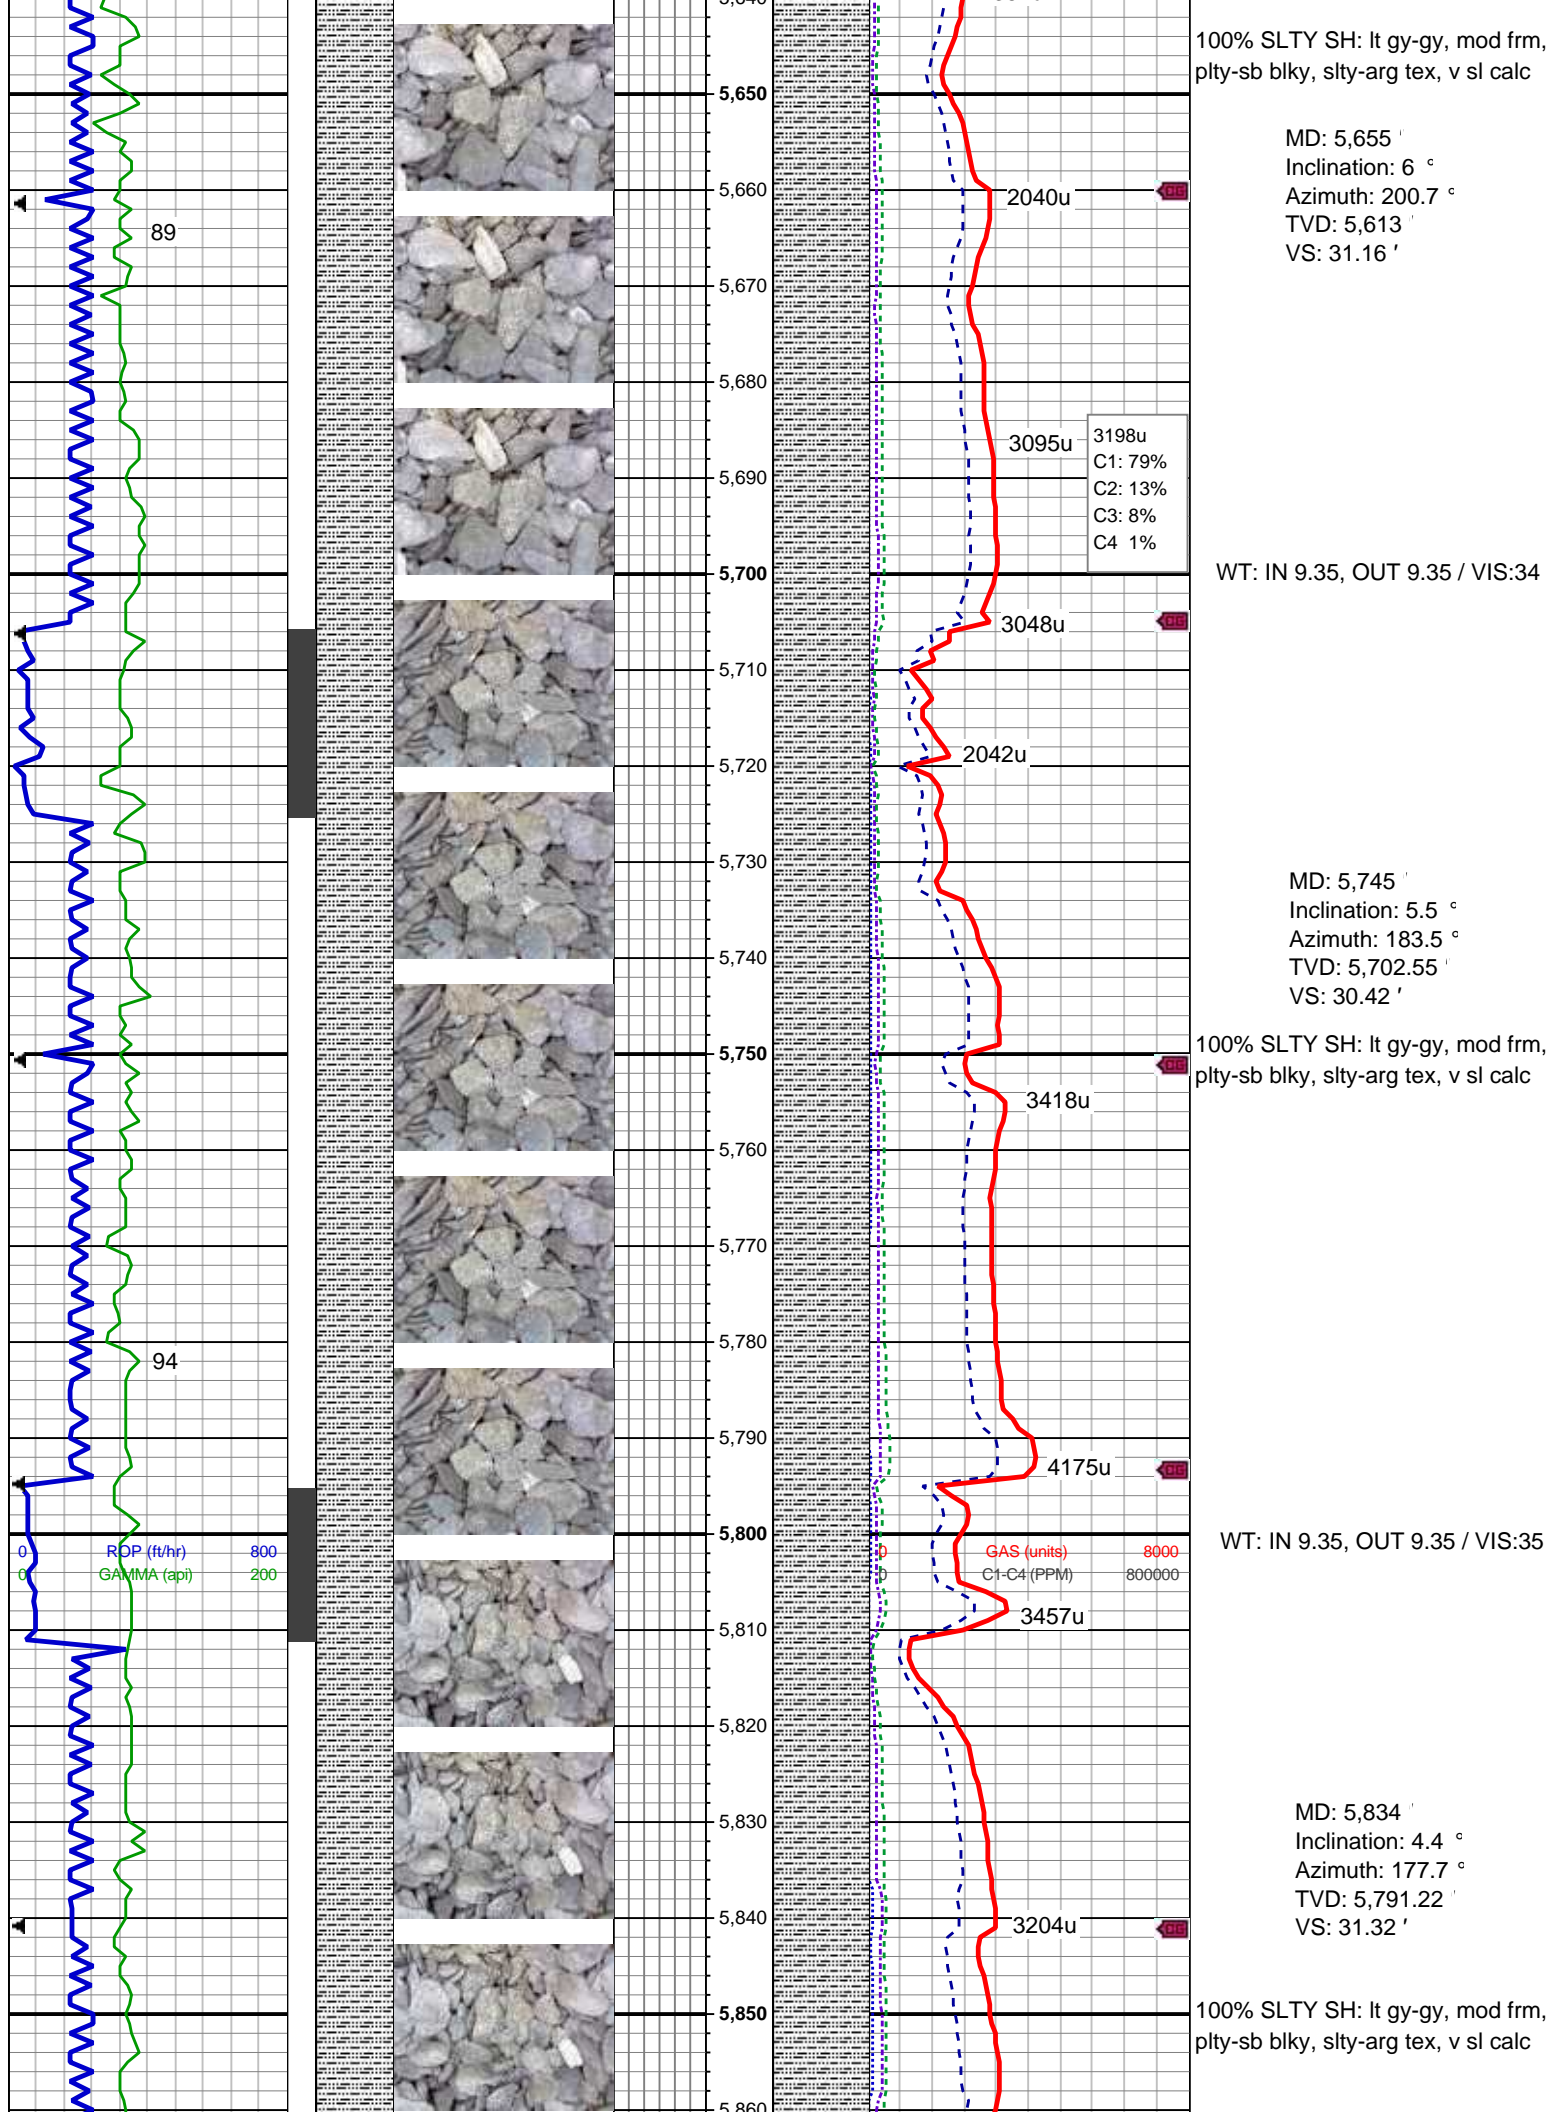 100% SLTY SH: lt gy-gy, mod frm,
plty-sb blky, slty-arg tex, v sl calc
5,650
MD: 5,655 '
Inclination: 6 °
Azimuth: 200.7 °
TVD: 5,613 '
VS: 31.16 '
5,660
2040u
CG
89
5,670
5,680
3095u
3198u
C1: 79%
C2: 13%
C3: 8%
C4 1%
5,690
5,700
WT: IN 9.35, OUT 9.35 / VIS:34
3048u
CG
5,710
2042u
5,720
5,730
MD: 5,745 '
Inclination: 5.5 °
Azimuth: 183.5 °
TVD: 5,702.55 '
VS: 30.42 '
5,740
5,750
100% SLTY SH: lt gy-gy, mod frm,
plty-sb blky, slty-arg tex, v sl calc
CG
3418u
5,760
5,770
5,780
94
5,790
4175u
CG
5,800
WT: IN 9.35, OUT 9.35 / VIS:35
0 ROP (ft/hr) 800
0 GAMMA (api) 200
0 GAS (units) 8000
0 C1-C4 (PPM) 800000
3457u
5,810
5,820
5,830
MD: 5,834 '
Inclination: 4.4 °
Azimuth: 177.7 °
TVD: 5,791.22 '
VS: 31.32 '
5,840
3204u
CG
5,850
100% SLTY SH: lt gy-gy, mod frm,
plty-sb blky, slty-arg tex, v sl calc
5,860